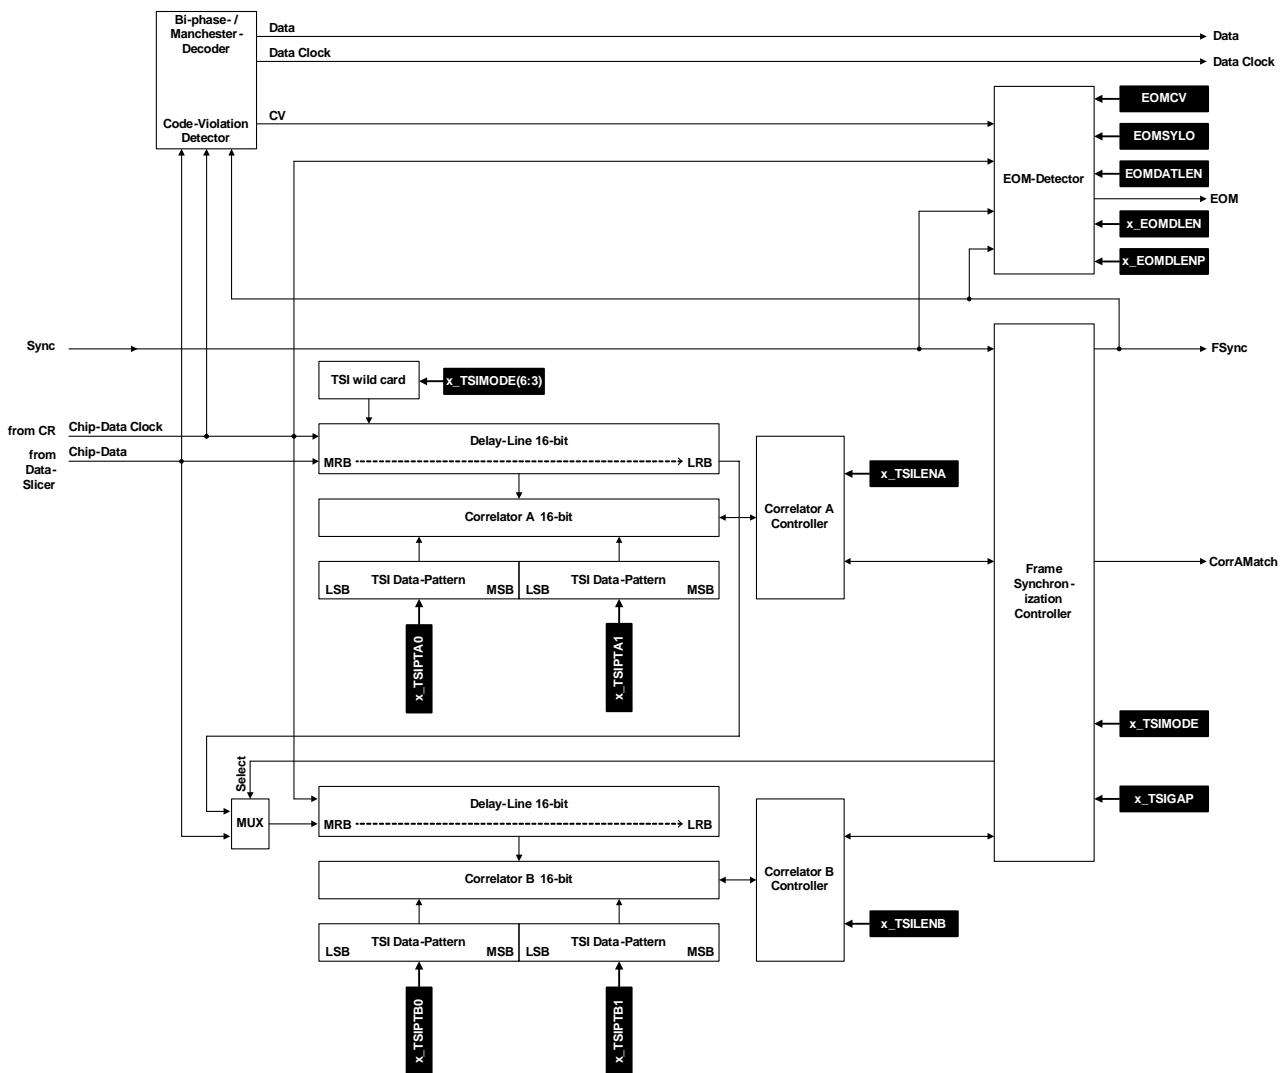 Bi-phase- /
Manchester-
Decoder
Code-Violation
Detector
Data
Data Clock
CV
Data
Data Clock
EOM-Detector
EOMCV
EOMSYLO
EOMDATLEN
EOM
x_EOMDLEN
x_EOMDLENP
Sync
FSync
TSI wild card
x_TSIMODE(6:3)
from CR
Chip-Data Clock
from
Data-
Slicer
Chip-Data
Delay-Line 16-bit
MRB
LRB
Correlator A 16-bit
TSI Data-Pattern
LSB
MSB
TSI Data-Pattern
LSB
MSB
x_TSIPTA0
x_TSIPTA1
Correlator A
Controller
x_TSILENA
Frame
Synchron-
ization
Controller
CorrAMatch
x_TSIMODE
x_TSIGAP
Select
MUX
Delay-Line 16-bit
MRB
LRB
Correlator B 16-bit
TSI Data-Pattern
LSB
MSB
TSI Data-Pattern
LSB
MSB
x_TSIPTB0
x_TSIPTB1
Correlator B
Controller
x_TSILENB